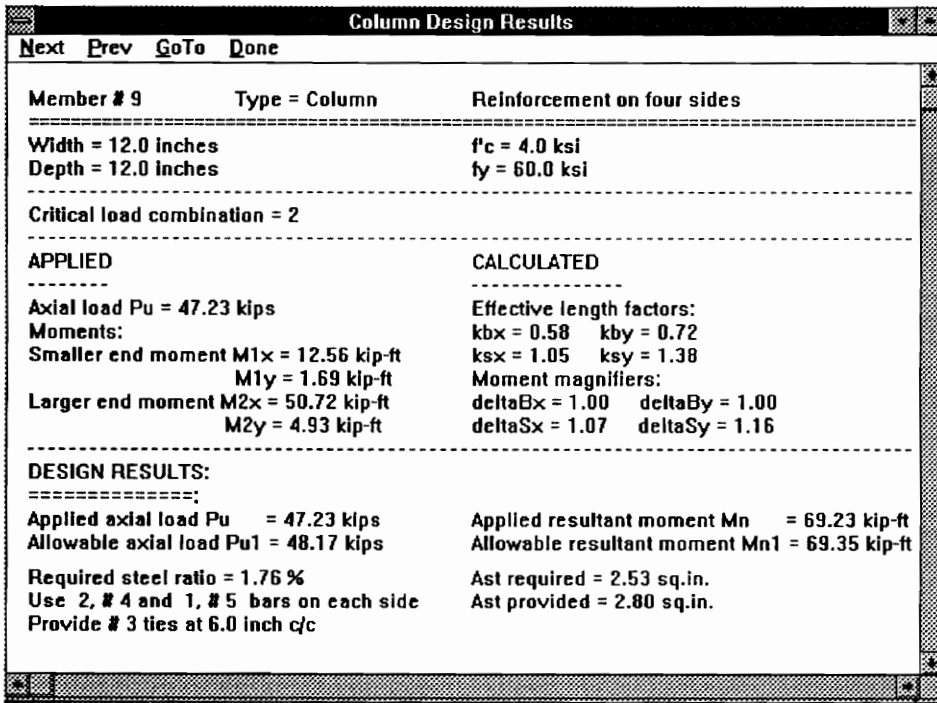 Column Design Results
Next Prev GoTo Done
Member # 9 Type = Column Reinforcement on four sides
Width = 12.0 inches f'c = 4.0 ksi
Depth = 12.0 inches fy = 60.0 ksi
Critical load combination = 2
APPLIED CALCULATED
Axial load Pu = 47.23 kips Effective length factors:
Moments: kbx = 0.58 kby = 0.72
Smaller end moment M1x = 12.56 kip-ft ksx = 1.05 ksy = 1.38
M1y = 1.69 kip-ft Moment magnifiers:
Larger end moment M2x = 50.72 kip-ft deltaBx = 1.00 deltaBy = 1.00
M2y = 4.93 kip-ft deltaSx = 1.07 deltaSy = 1.16
DESIGN RESULTS:
==============;
Applied axial load Pu = 47.23 kips Applied resultant moment Mn = 69.23 kip-ft
Allowable axial load Pu1 = 48.17 kips Allowable resultant moment Mn1 = 69.35 kip-ft
Required steel ratio = 1.76 % Ast required = 2.53 sq.in.
Use 2, # 4 and 1, # 5 bars on each side Ast provided = 2.80 sq.in.
Provide # 3 ties at 6.0 inch c/c